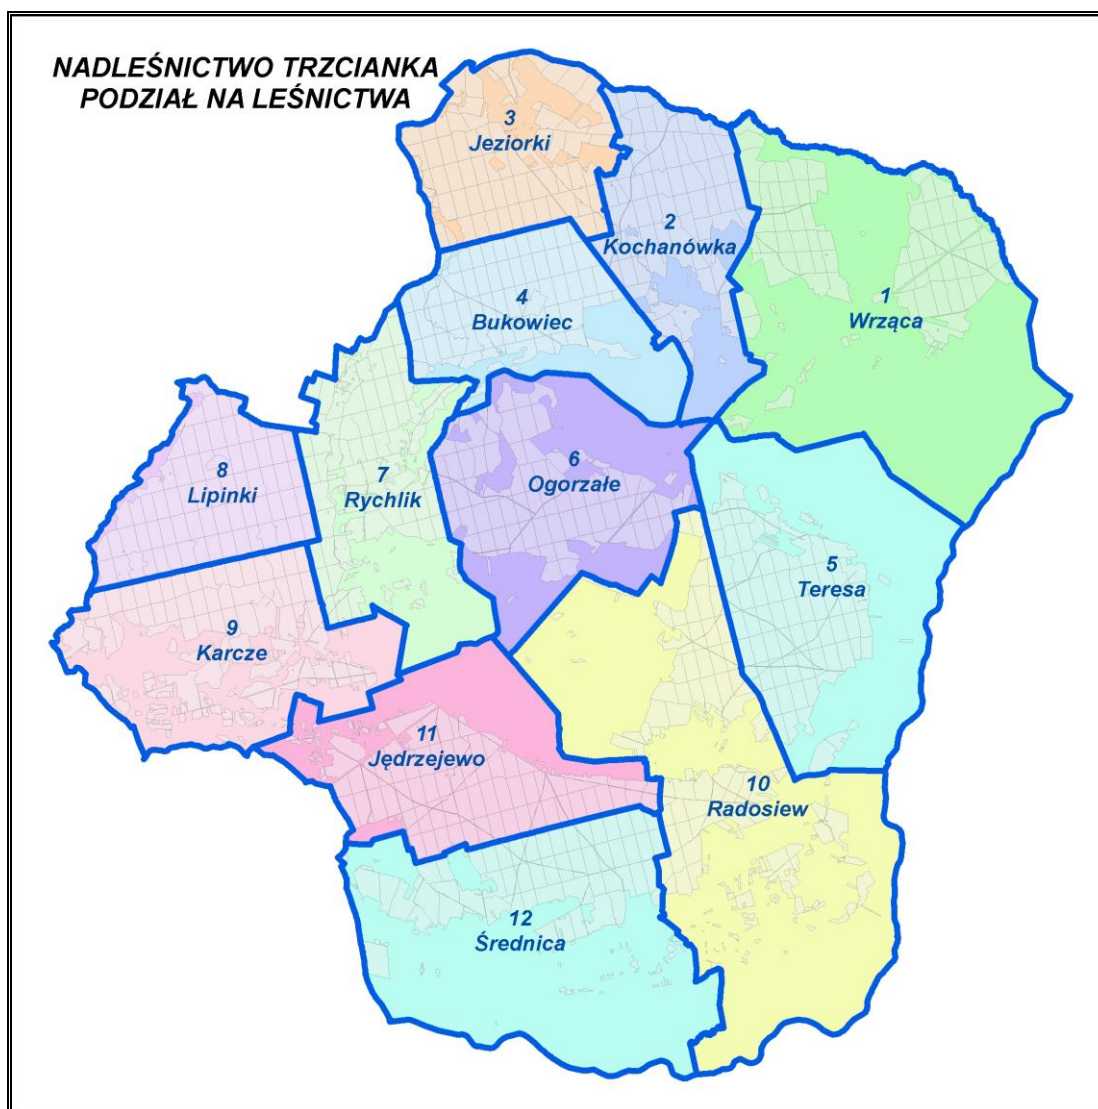 NADLEŚNICTWO TRZCIANKA
PODZIAŁ NA LEŚNICTWA
3
Jeziorki
2
Kochanówka
1
Wrząca
4
Bukowiec
6
Ogorzałe
8
Lipinki
7
Rychlik
5
Teresa
9
Karcze
11
Jędrzejewo
10
Radosiew
12
Średnica